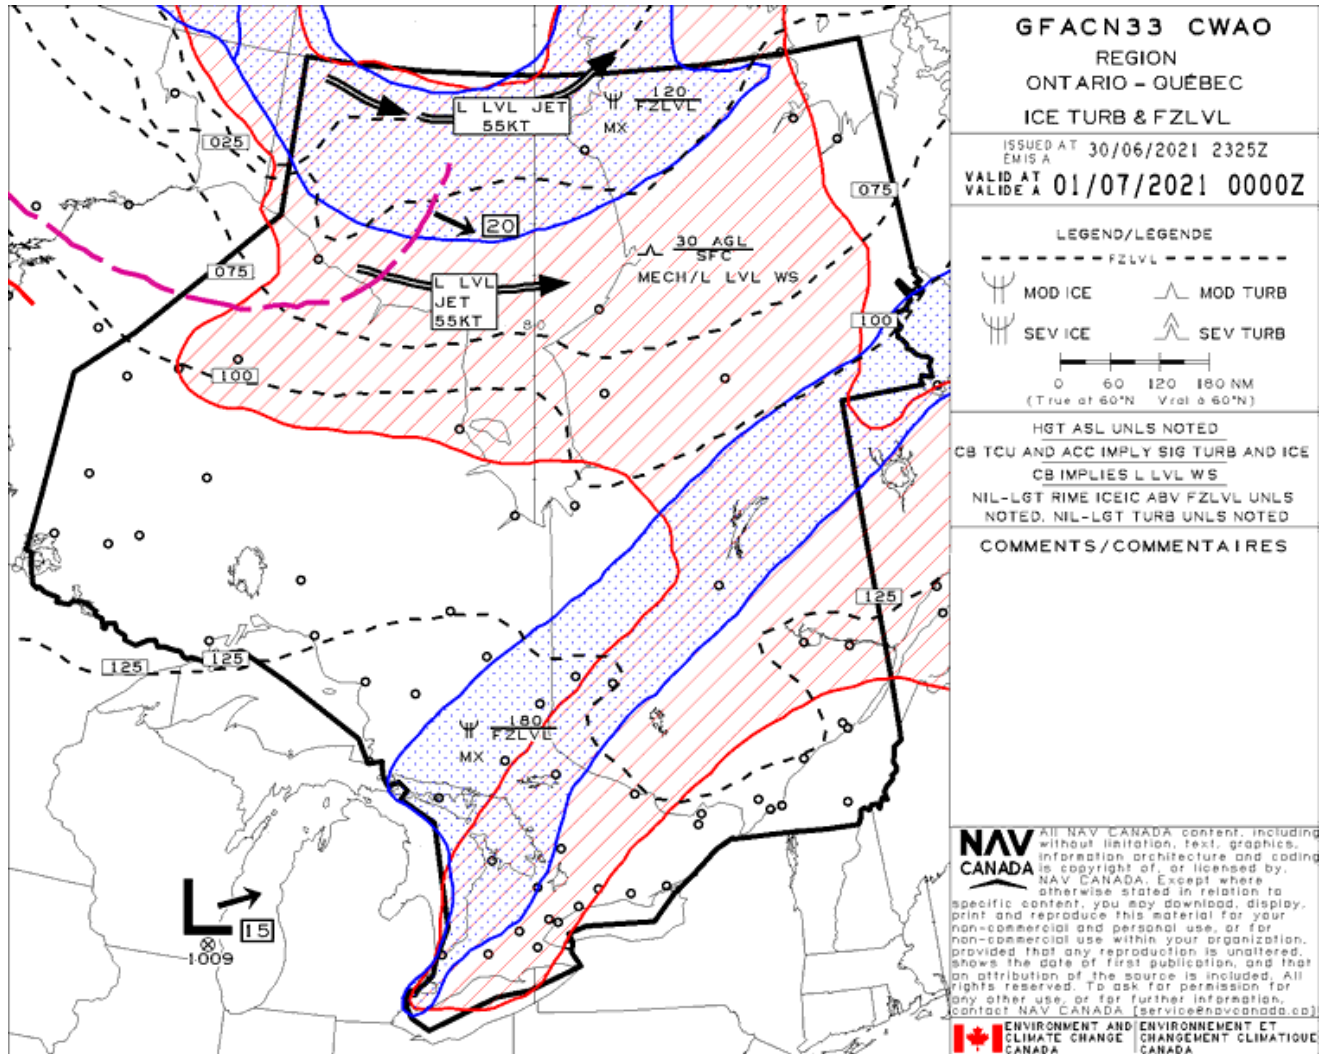 025
L LVL JET
55KT
120
FZLVL
MX
075
20
30 AGL
SFC
MECH/L LVL WS
075
L LVL
JET
55KT
80
100
100
125
125
125
180
FZLVL
MX
L
15
1009
GFACN33 CWAO
REGION
ONTARIO - QUÉBEC
ICE TURB & FZLVL
ISSUED AT
ÉMIS À
30/06/2021 2325Z
VALID AT
VALIDE À
01/07/2021 0000Z
LEGEND/LÉGENDE
FZLVL
MOD ICE
MOD TURB
SEV ICE
SEV TURB
0 60 120 180 NM
(True at 60°N Vrai à 60°N)
HGT ASL UNLS NOTED
CB TCU AND ACC IMPLY SIG TURB AND ICE
CB IMPLIES L LVL WS
NIL-LGT RIME ICEIC ABV FZLVL UNLS
NOTED. NIL-LGT TURB UNLS NOTED
COMMENTS/COMMENTAIRES
NAV
CANADA
All NAV CANADA content, including
without limitation, text, graphics,
information architecture and coding
is copyright of, or licensed by,
NAV CANADA. Except where
otherwise stated in relation to
specific content, you may download, display,
print and reproduce this material for your
non-commercial and personal use, or for
non-commercial use within your organization,
provided that any reproduction is unaltered,
shows the date of first publication, and that
an attribution of the source is included. All
rights reserved. To ask for permission for
any other use, or for further information,
contact NAV CANADA [service@navcanada.ca]
ENVIRONMENT AND
CLIMATE CHANGE
CANADA
ENVIRONNEMENT ET
CHANGEMENT CLIMATIQUE
CANADA